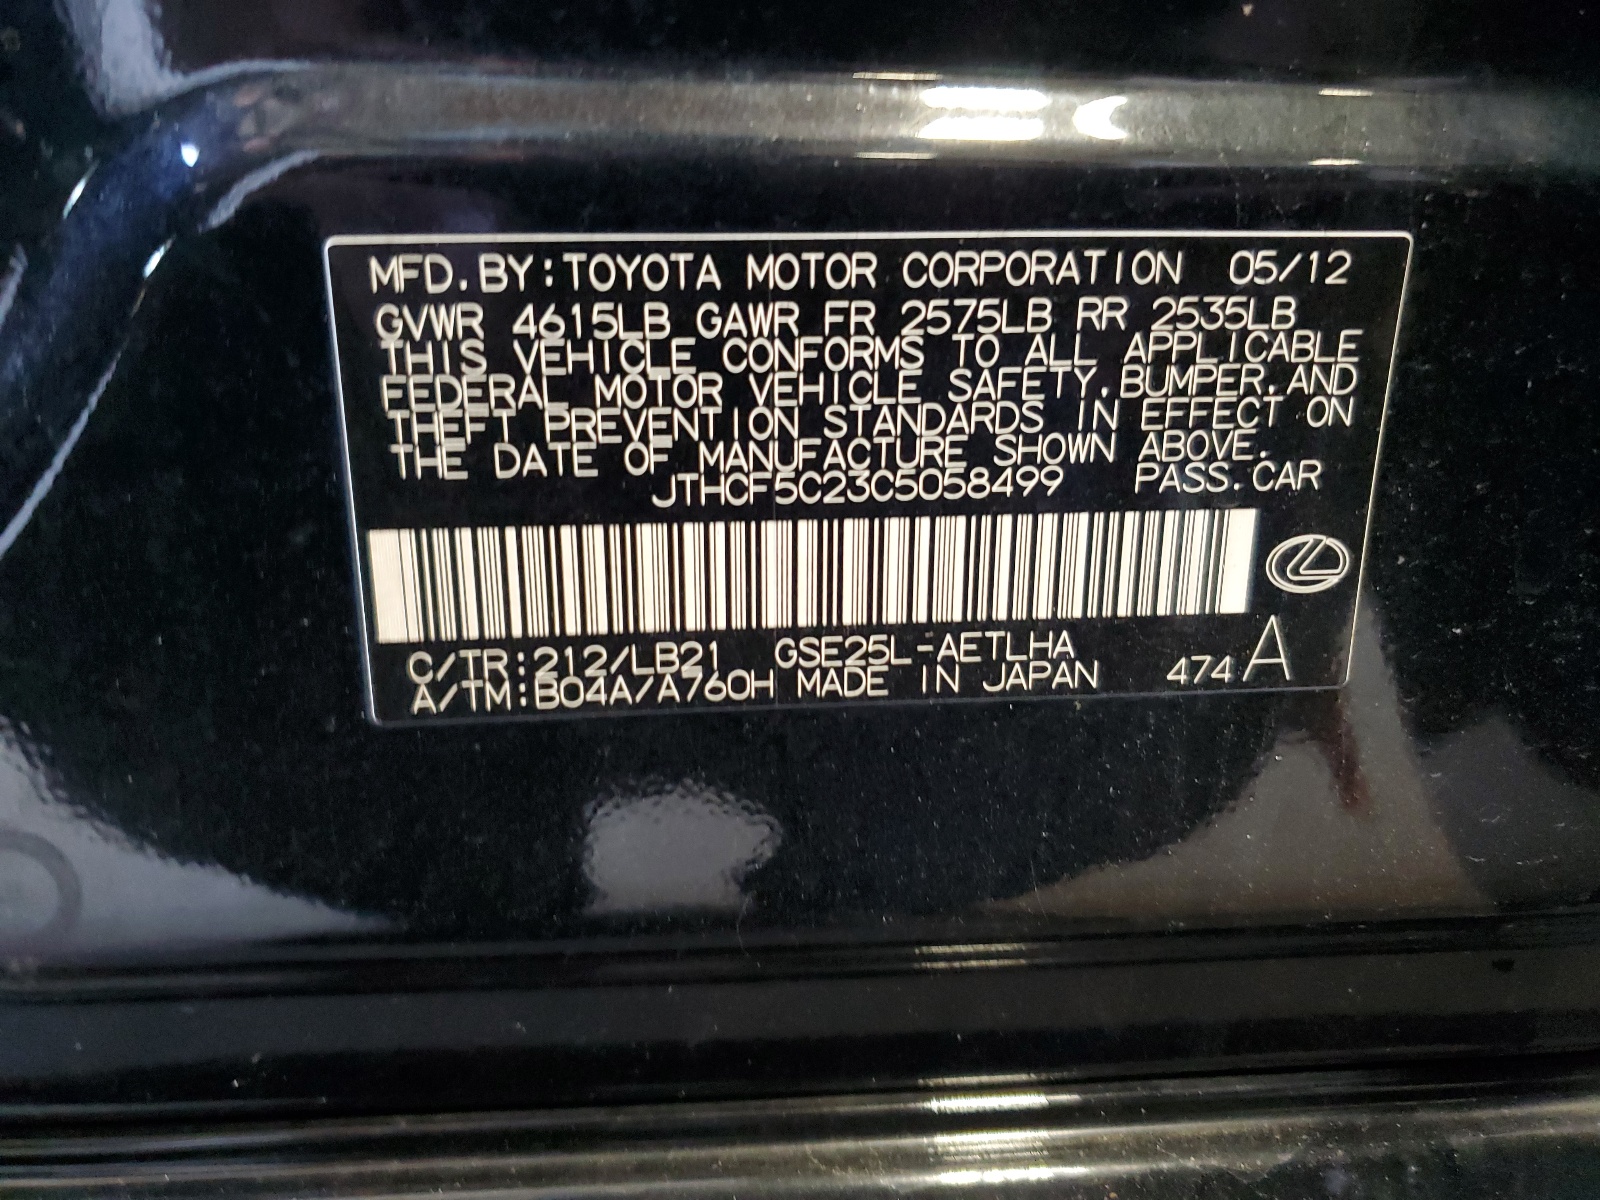 MFD. BY: TOYOTA MOTOR CORPORATION 05/12
GVWR 4615LB GAWR FR 2575LB RR 2535LB
THIS VEHICLE CONFORMS TO ALL APPLICABLE
FEDERAL MOTOR VEHICLE SAFETY, BUMPER, AND
THEFT PREVENTION STANDARDS IN EFFECT ON
THE DATE OF MANUFACTURE SHOWN ABOVE.
JTHCF5C23C5058499 PASS. CAR
C/TR: 212/LB21 GSE25L-AETLHA
A/TM: B04A/A760H MADE IN JAPAN 474 A